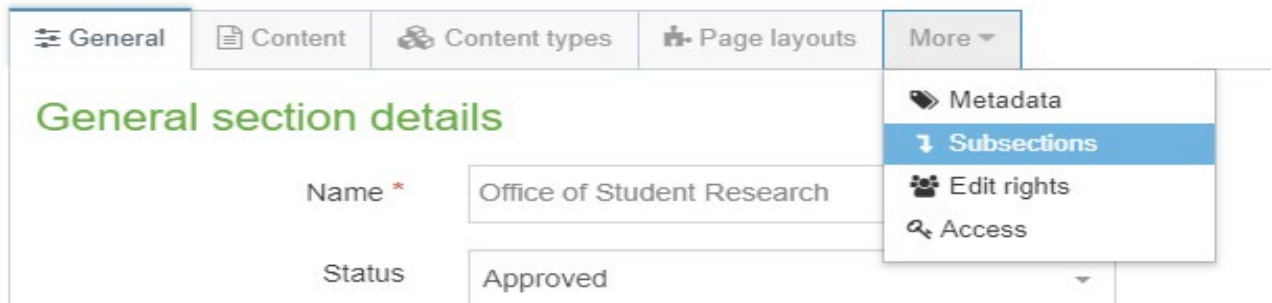 General Content Content types Page layouts More
Metadata
General section details
Subsections
Name * Office of Student Research
Edit rights
Access
Status Approved